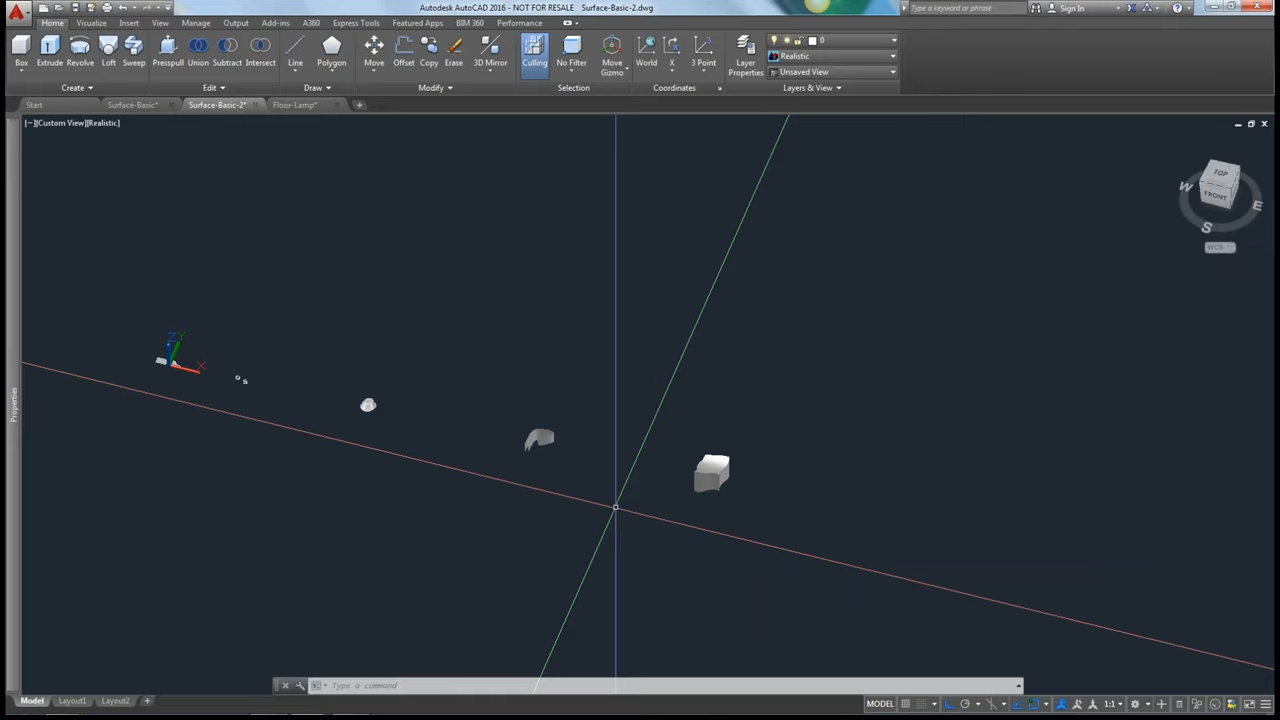 Autodesk AutoCAD 2016 - NOT FOR RESALE Surface-Basic-2.dwg
Type a keyword or phrase
Sign In
Home Visualize Insert View Manage Output Add-ins A360 Express Tools Featured Apps BIM 360 Performance
Box Extrude Revolve Loft Sweep Presspull Union Subtract Intersect Line Polygon Move Offset Copy Erase 3D Mirror Culling No Filter Move Gizmo World X 3 Point Layer Properties
0
Realistic
Unsaved View
Create Edit Draw Modify Selection Coordinates Layers & View
Start Surface-Basic* Surface-Basic-2* Floor-Lamp*
[−][Custom View][Realistic]
TOP
FRONT
W
E
S
WCS
Z
Y
X
Properties
Type a command
Model Layout1 Layout2
MODEL
1:1